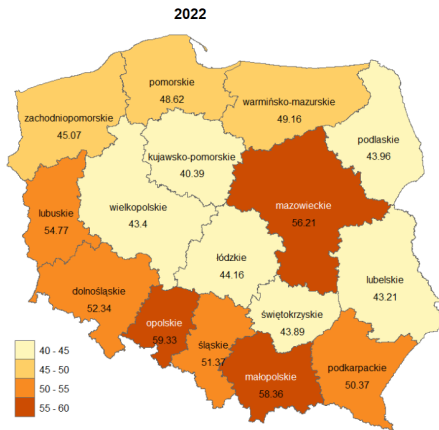 2022
pomorskie
48.62
warmińsko-mazurskie
49.16
zachodniopomorskie
45.07
podlaskie
43.96
kujawsko-pomorskie
40.39
mazowieckie
56.21
wielkopolskie
43.4
lubuskie
54.77
łódzkie
44.16
lubelskie
43.21
dolnośląskie
52.34
świętokrzyskie
43.89
opolskie
59.33
śląskie
51.37
małopolskie
58.36
podkarpackie
50.37
40 - 45
45 - 50
50 - 55
55 - 60